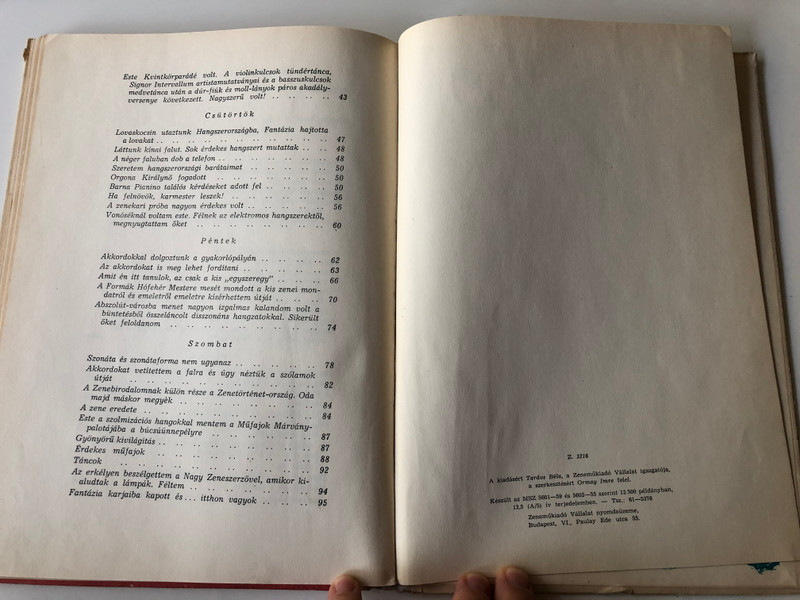 Este Kvintkörparádé volt. A violinkulcsok tündértánca,
Signor Intervallum artistamutatványai és a basszuskulcsok
medvetánca után a dúr-fiúk és moll-lányok páros akadály-
versenye következett. Nagyszerű volt! .. .. .. .. 43
Csütörtök
Lovaskocsin utaztunk Hangszerországba, Fantázia hajtotta
a lovakat .. .. .. .. .. .. .. .. .. .. .. 47
Láttunk kínai falut. Sok érdekes hangszert mutattak .. .. 48
A néger faluban dob a telefon .. .. .. .. .. .. .. 48
Szeretem hangszerországi barátaimat .. .. .. .. .. 50
Orgona Királynő fogadott .. .. .. .. .. .. .. 50
Barna Pianino találós kérdéseket adott fel .. .. .. .. 50
Ha felnövök, karmester leszek! .. .. .. .. .. .. 56
A zenekari próba nagyon érdekes volt .. .. .. .. .. 56
Vonóséknál voltam este. Félnek az elektromos hangszerektől,
megnyugtattam őket .. .. .. .. .. .. .. .. 60
Péntek
Akkordokkal dolgoztunk a gyakorlópályán .. .. .. .. 62
Az akkordokat is meg lehet fordítani .. .. .. .. .. 63
Amit én itt tanulok, az csak a kis „egyszeregy” .. .. .. 66
A Formák Hófehér Mestere mesét mondott a kis zenei mon-
datról és emeletről emeletre kísérhettem útját .. .. .. 70
Abszolút-városba menet nagyon izgalmas kalandom volt a
büntetésből összeláncolt disszonáns hangzatokkal. Sikerült
őket feloldanom .. .. .. .. .. .. .. .. .. 74
Szombat
Szonáta és szonátaforma nem ugyanaz .. .. .. .. .. 78
Akkordokat vetítettem a falra és úgy néztük a szólamok
útját .. .. .. .. .. .. .. .. .. .. .. 82
A Zenebirodalomnak külön része a Zenetörténet-ország. Oda
majd máskor megyek .. .. .. .. .. .. .. .. 84
A zene eredete .. .. .. .. .. .. .. .. .. .. 84
Este a szolmizációs hangokkal mentem a Műfajok Márvány-
palotájába a búcsúünnepélyre .. .. .. .. .. .. 87
Gyönyörű kivilágítás .. .. .. .. .. .. .. .. .. 87
Érdekes műfajok .. .. .. .. .. .. .. .. .. 88
Táncok .. .. .. .. .. .. .. .. .. .. .. 92
Az erkélyen beszélgettem a Nagy Zeneszerzővel, amikor ki-
aludtak a lámpák. Féltem .. .. .. .. .. .. .. 94
Fantázia karjaiba kapott és ... itthon vagyok .. .. .. .. 95
Z. 3216
A kiadásért Tardos Béla, a Zeneműkiadó Vállalat igazgatója,
a szerkesztésért Ormay Imre felel.
Készült az MSZ 5601—59 és 5605—55 szerint 12 300 példányban,
13,5 (A/5) ív terjedelemben. — Tsz.: 61—5216
Zeneműkiadó Vállalat nyomdaüzeme,
Budapest, VI., Paulay Ede utca 55.